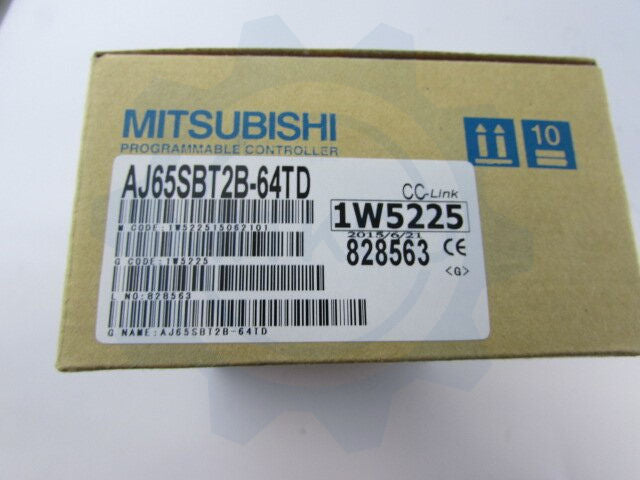 MITSUBISHI
PROGRAMMABLE CONTROLLER
10
AJ65SBT2B-64TD
CC-Link
M CODE:1W522515062101
1W5225
2015/6/21
G CODE:1W5225
828563 CE
<G>
L NO:828563
G NAME:AJ65SBT2B-64TD